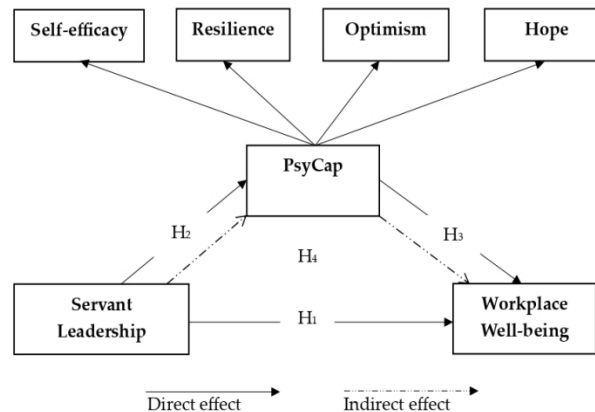 Self-efficacy
Resilience
Optimism
Hope
PsyCap
H2
H3
H4
Servant
Leadership
H1
Workplace
Well-being
Direct effect
Indirect effect